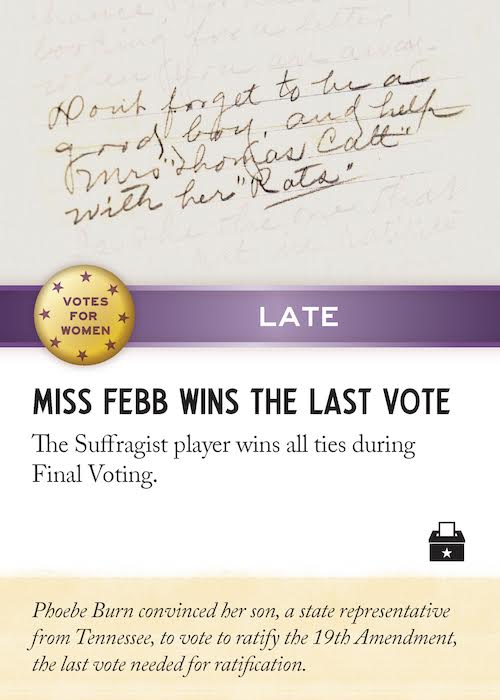 Dont forget to be a
good boy, and help
Mrs "Thomas Catt"
with her "Rats."
VOTES
FOR
WOMEN
LATE
MISS FEBB WINS THE LAST VOTE
The Suffragist player wins all ties during
Final Voting.
Phoebe Burn convinced her son, a state representative
from Tennessee, to vote to ratify the 19th Amendment,
the last vote needed for ratification.